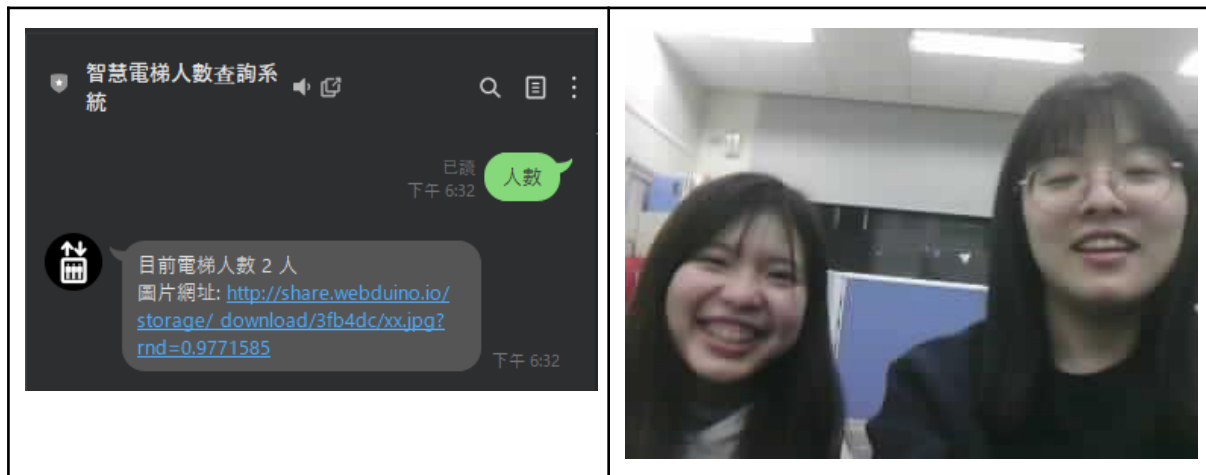 智慧電梯人數查詢系
統
已讀
下午 6:32
人數
目前電梯人數 2 人
圖片網址: http://share.webduino.io/
storage/_download/3fb4dc/xx.jpg?
rnd=0.9771585
下午 6:32